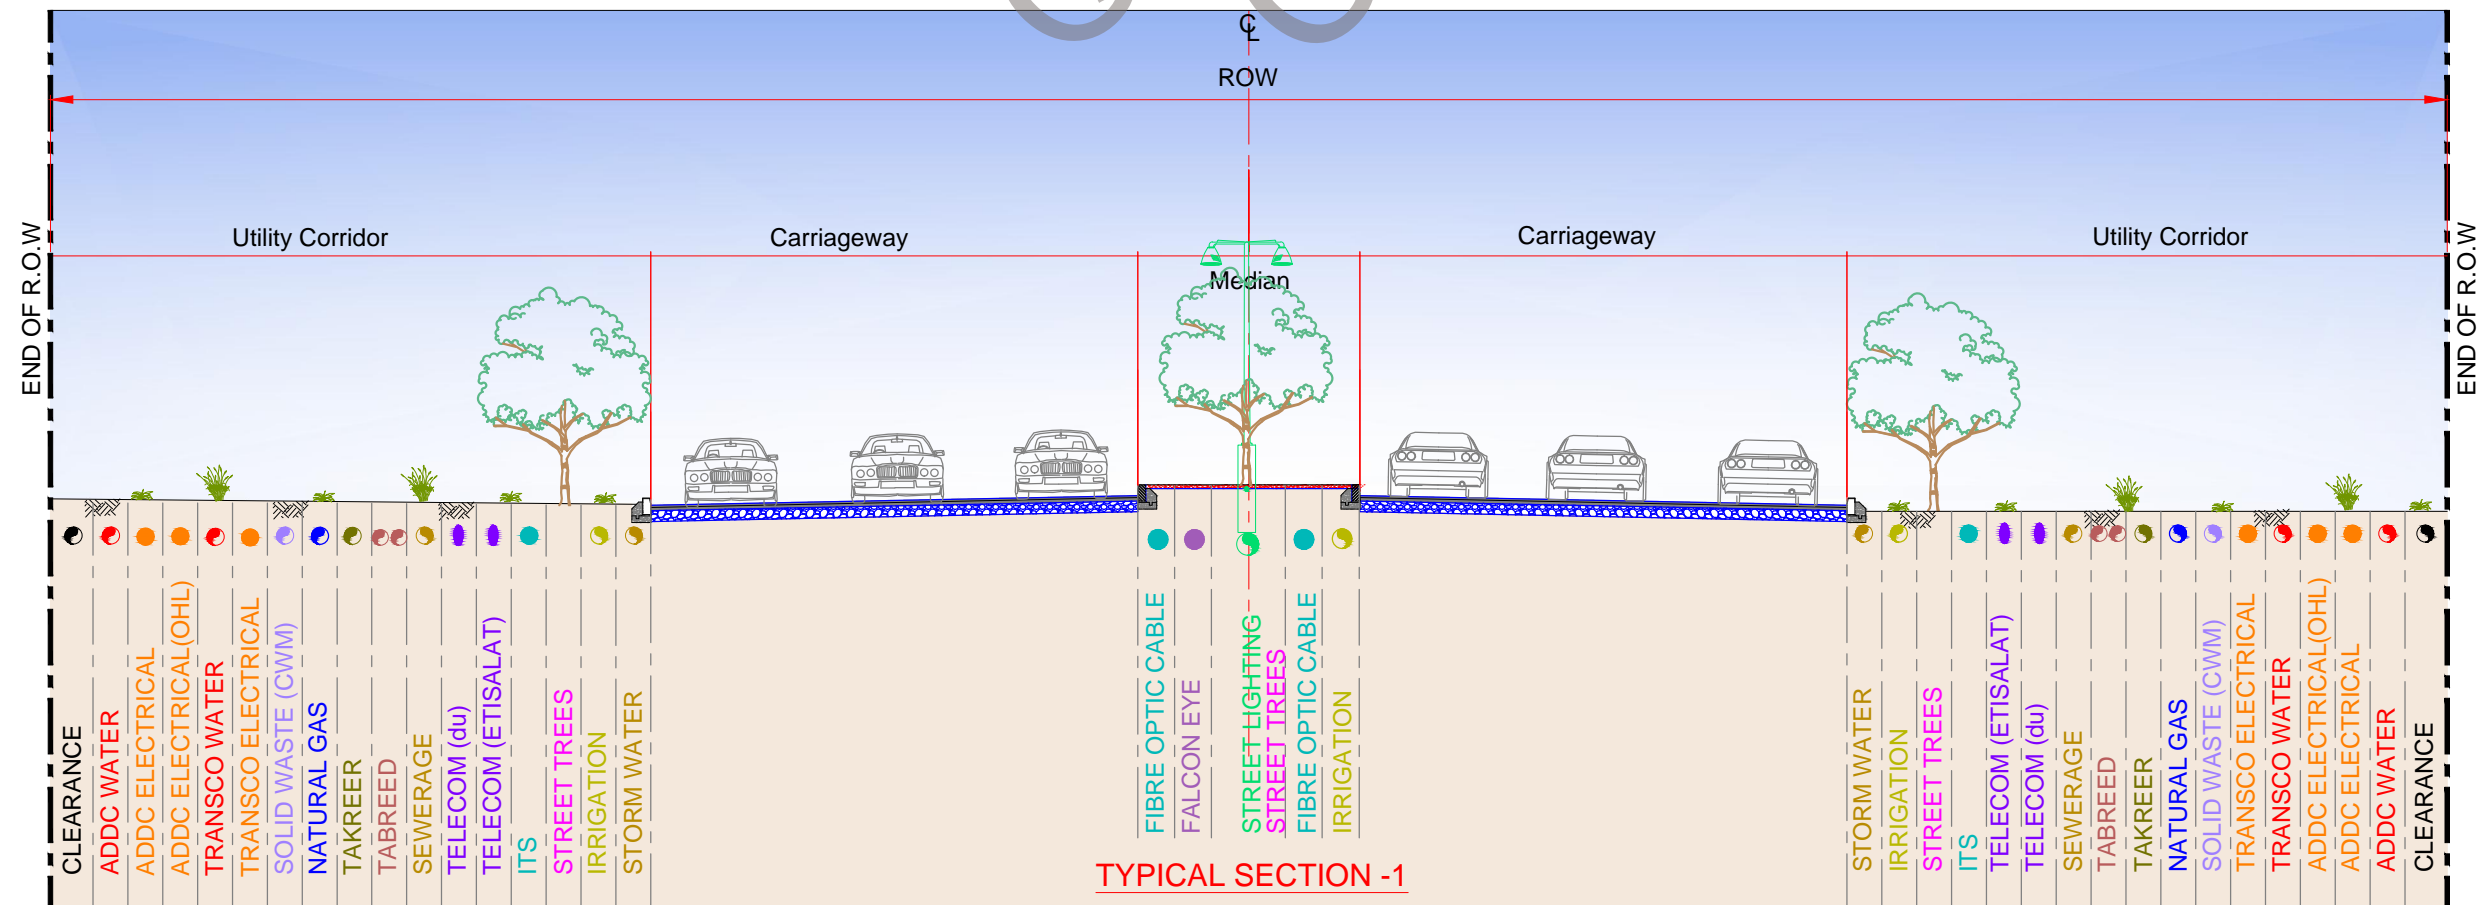 ℄
ROW
Utility Corridor
Carriageway
Median
Carriageway
Utility Corridor
END OF R.O.W
END OF R.O.W
CLEARANCE
ADDC WATER
ADDC ELECTRICAL
ADDC ELECTRICAL(OHL)
TRANSCO WATER
TRANSCO ELECTRICAL
SOLID WASTE (CWM)
NATURAL GAS
TAKREER
TABREED
SEWERAGE
TELECOM (du)
TELECOM (ETISALAT)
ITS
STREET TREES
IRRIGATION
STORM WATER
FIBRE OPTIC CABLE
FALCON EYE
STREET LIGHTING
STREET TREES
FIBRE OPTIC CABLE
IRRIGATION
STORM WATER
IRRIGATION
STREET TREES
ITS
TELECOM (ETISALAT)
TELECOM (du)
SEWERAGE
TABREED
TAKREER
NATURAL GAS
SOLID WASTE (CWM)
TRANSCO ELECTRICAL
TRANSCO WATER
ADDC ELECTRICAL(OHL)
ADDC ELECTRICAL
ADDC WATER
CLEARANCE
TYPICAL SECTION -1